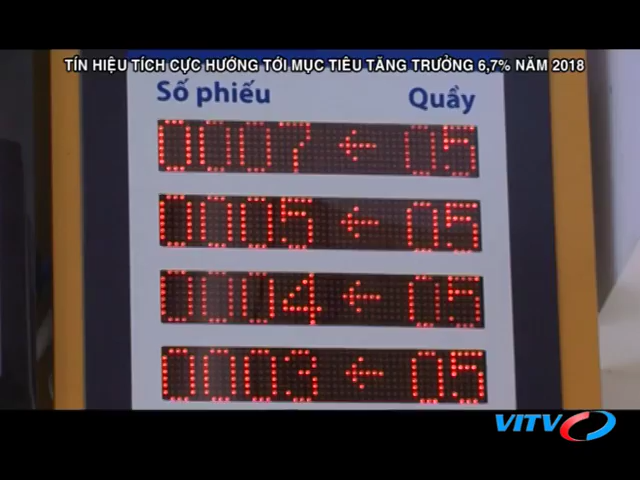 TÍN HIỆU TÍCH CỰC HƯỚNG TỚI MỤC TIÊU TĂNG TRƯỞNG 6,7% NĂM 2018
Số phiếu Quầy
0007 ← 05
0005 ← 05
0004 ← 05
0003 ← 05
VITV